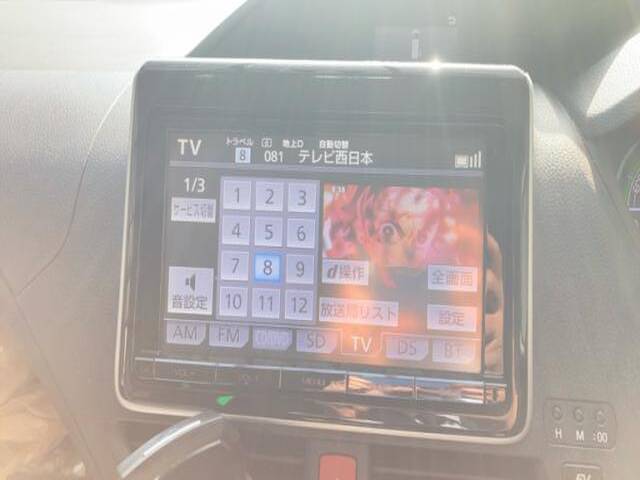 TV トラベル 地上D 自動切替
8 081 テレビ西日本
1/3
サービス切替
1 2 3
4 5 6
7 8 9
10 11 12
d操作
全画面
音設定
放送局リスト
設定
AM FM SD TV BT
MENU
H M :00